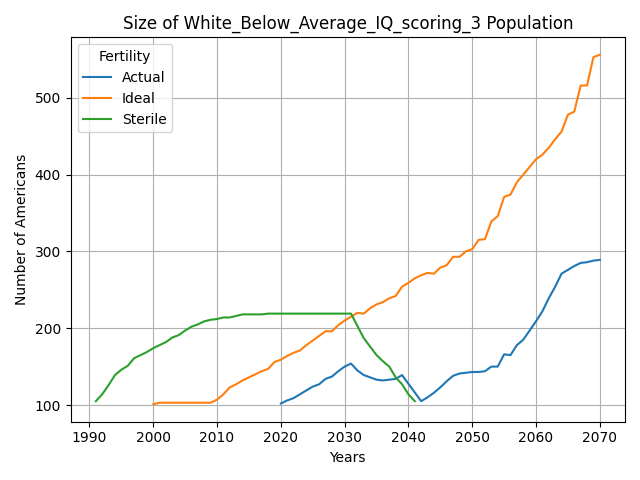 Size of White_Below_Average_IQ_scoring_3 Population
Fertility
Actual
Ideal
Sterile
Number of Americans
500
400
300
200
100
1990 2000 2010 2020 2030 2040 2050 2060 2070
Years